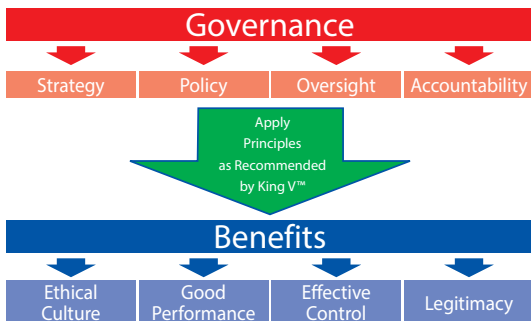 Governance
Strategy
Policy
Oversight
Accountability
Apply
Principles
as Recommended
by King V™
Benefits
Ethical
Culture
Good
Performance
Effective
Control
Legitimacy